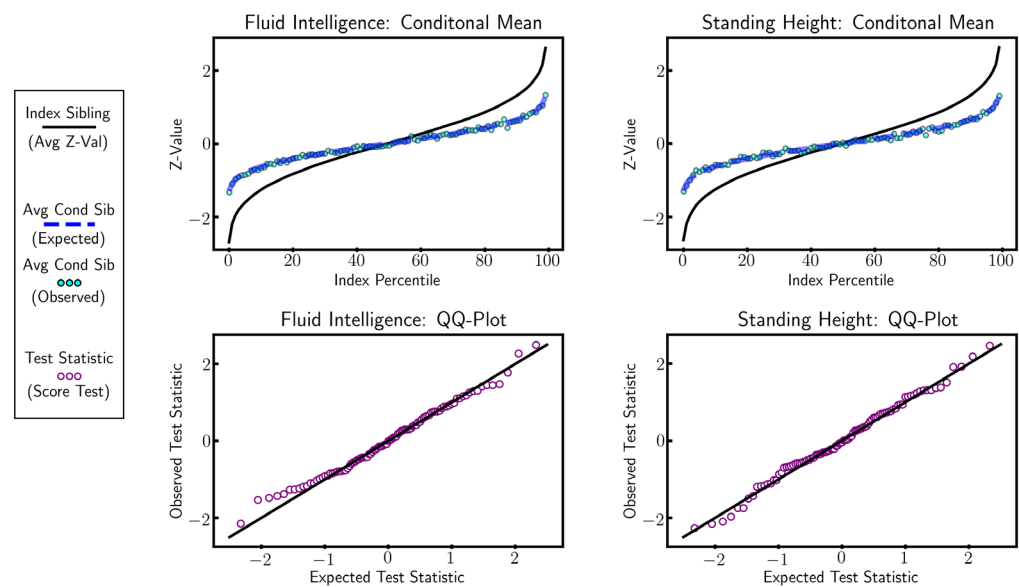 Index Sibling
(Avg Z-Val)
Avg Cond Sib
(Expected)
Avg Cond Sib
(Observed)
Test Statistic
(Score Test)
Fluid Intelligence: Conditonal Mean
Z-Value
2
0
−2
0 20 40 60 80 100
Index Percentile
Standing Height: Conditonal Mean
Z-Value
2
0
−2
0 20 40 60 80 100
Index Percentile
Fluid Intelligence: QQ-Plot
Observed Test Statistic
2
0
−2
−2 −1 0 1 2
Expected Test Statistic
Standing Height: QQ-Plot
Observed Test Statistic
2
0
−2
−2 −1 0 1 2
Expected Test Statistic